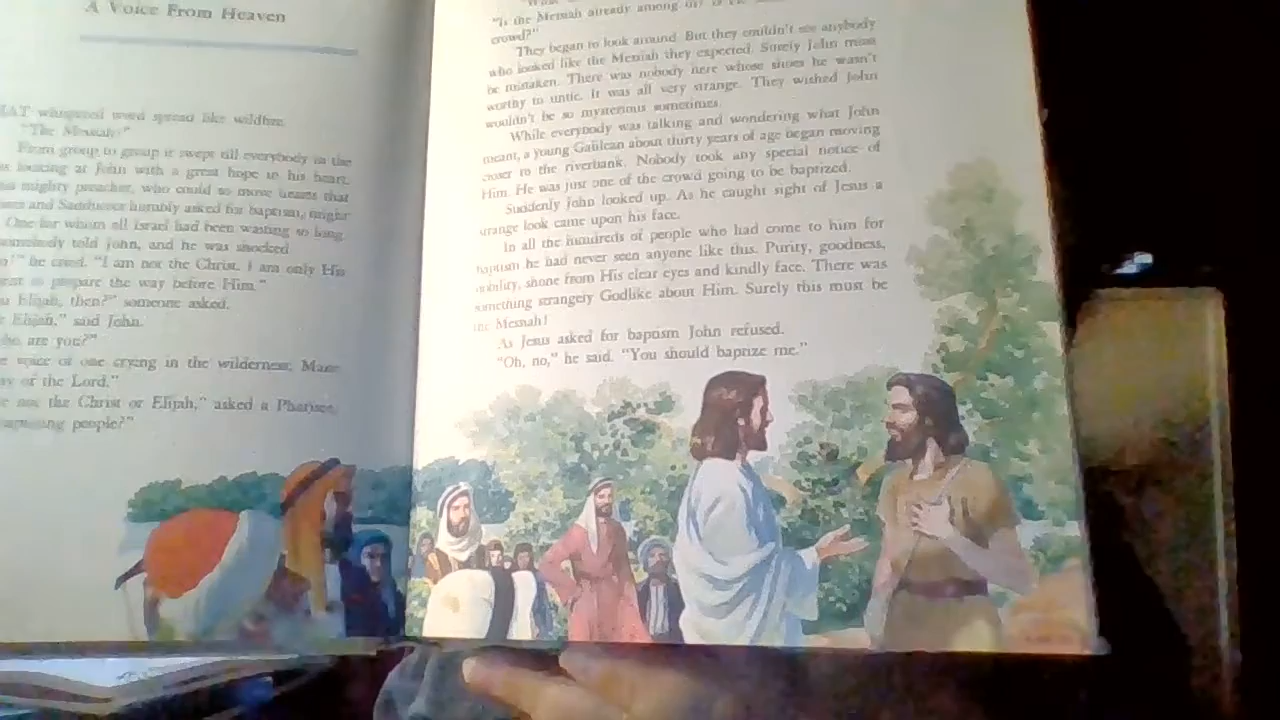 A Voice From Heaven
HAT whispered word spread like wildfire.
"The Messiah!"
From group to group it swept till everybody in the
looking at John with a great hope in his heart.
mighty preacher, who could so move hearts that
and Sadducees humbly asked for baptism, might
One for whom all Israel had been waiting so long.
somebody told John, and he was shocked.
he cried. "I am not the Christ. I am only His
to prepare the way before Him."
Elijah, then?" someone asked.
Elijah," said John.
are you?"
voice of one crying in the wilderness, Make
of the Lord."
not the Christ or Elijah," asked a Pharisee,
people?"
"Is the Messiah already among us? Is He
crowd?"
They began to look around. But they couldn't see anybody
who looked like the Messiah they expected. Surely John must
be mistaken. There was nobody here whose shoes he wasn't
worthy to untie. It was all very strange. They wished John
wouldn't be so mysterious sometimes.
While everybody was talking and wondering what John
meant, a young Galilean about thirty years of age began moving
closer to the riverbank. Nobody took any special notice of
Him. He was just one of the crowd going to be baptized.
Suddenly John looked up. As he caught sight of Jesus a
strange look came upon his face.
In all the hundreds of people who had come to him for
baptism he had never seen anyone like this. Purity, goodness,
nobility, shone from His clear eyes and kindly face. There was
something strangely Godlike about Him. Surely this must be
the Messiah!
As Jesus asked for baptism John refused.
"Oh, no," he said. "You should baptize me."